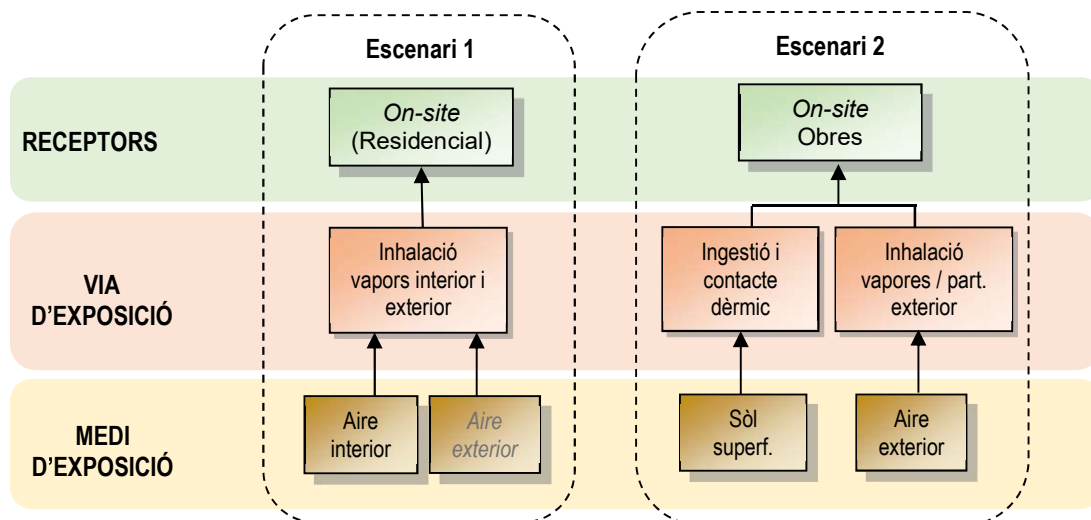 Escenari 1
Escenari 2
RECEPTORS
On-site
(Residencial)
On-site
Obres
VIA
D'EXPOSICIÓ
Inhalació
vapors interior i
exterior
Ingestió i
contacte
dèrmic
Inhalació
vapores / part.
exterior
MEDI
D'EXPOSICIÓ
Aire
interior
Aire
exterior
Sòl
superf.
Aire
exterior